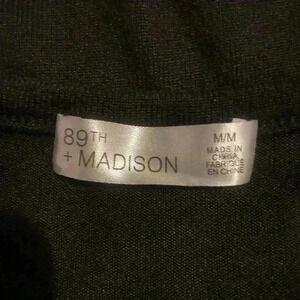 89TH
+ MADISON
M/M
MADE IN
CHINA
FABRIQUÉ
EN CHINE